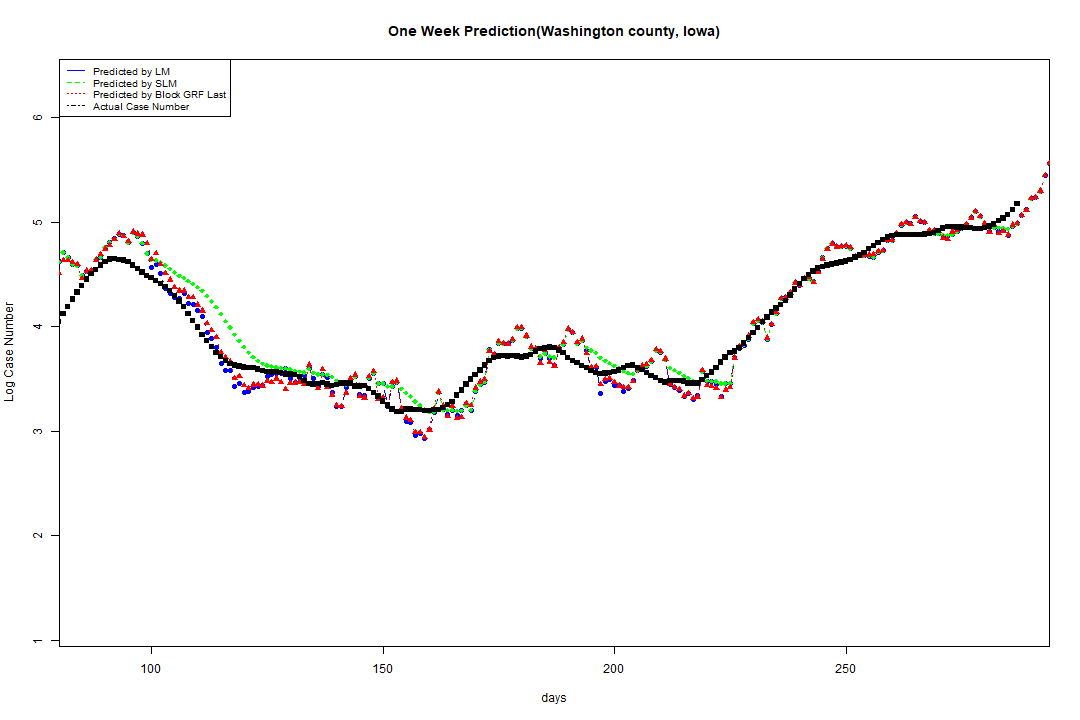 One Week Prediction(Washington county, Iowa)
Predicted by LM
Predicted by SLM
Predicted by Block GRF Last
Actual Case Number
Log Case Number
6
5
4
3
2
1
100 150 200 250
days